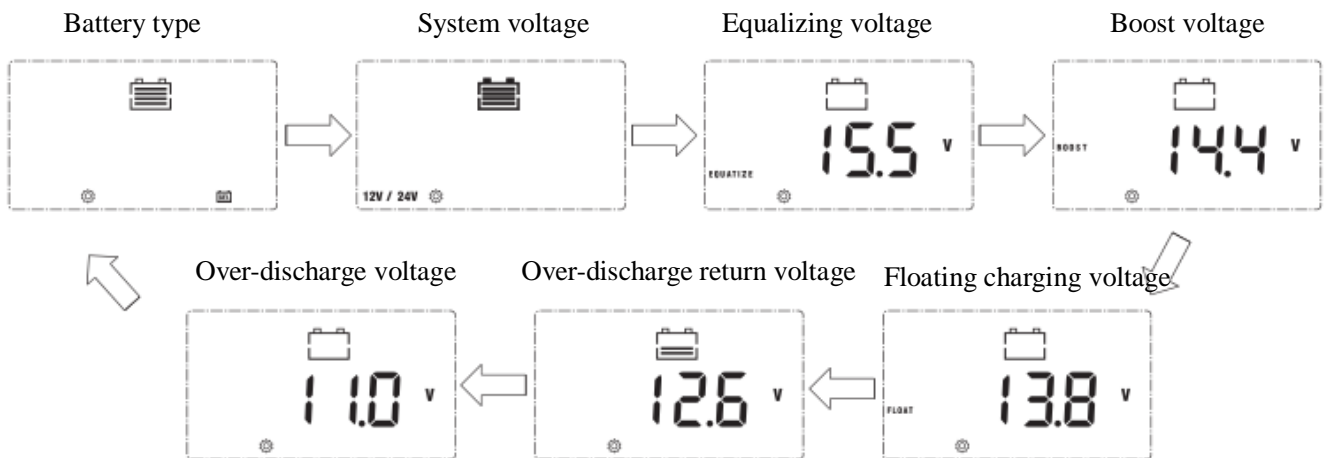 Battery type
System voltage
Equalizing voltage
Boost voltage
12V / 24V
EQUATIZE
15.5 V
BOOST
14.4 V
Over-discharge voltage
Over-discharge return voltage
Floating charging voltage
11.0 V
12.6 V
FLOAT
13.8 V